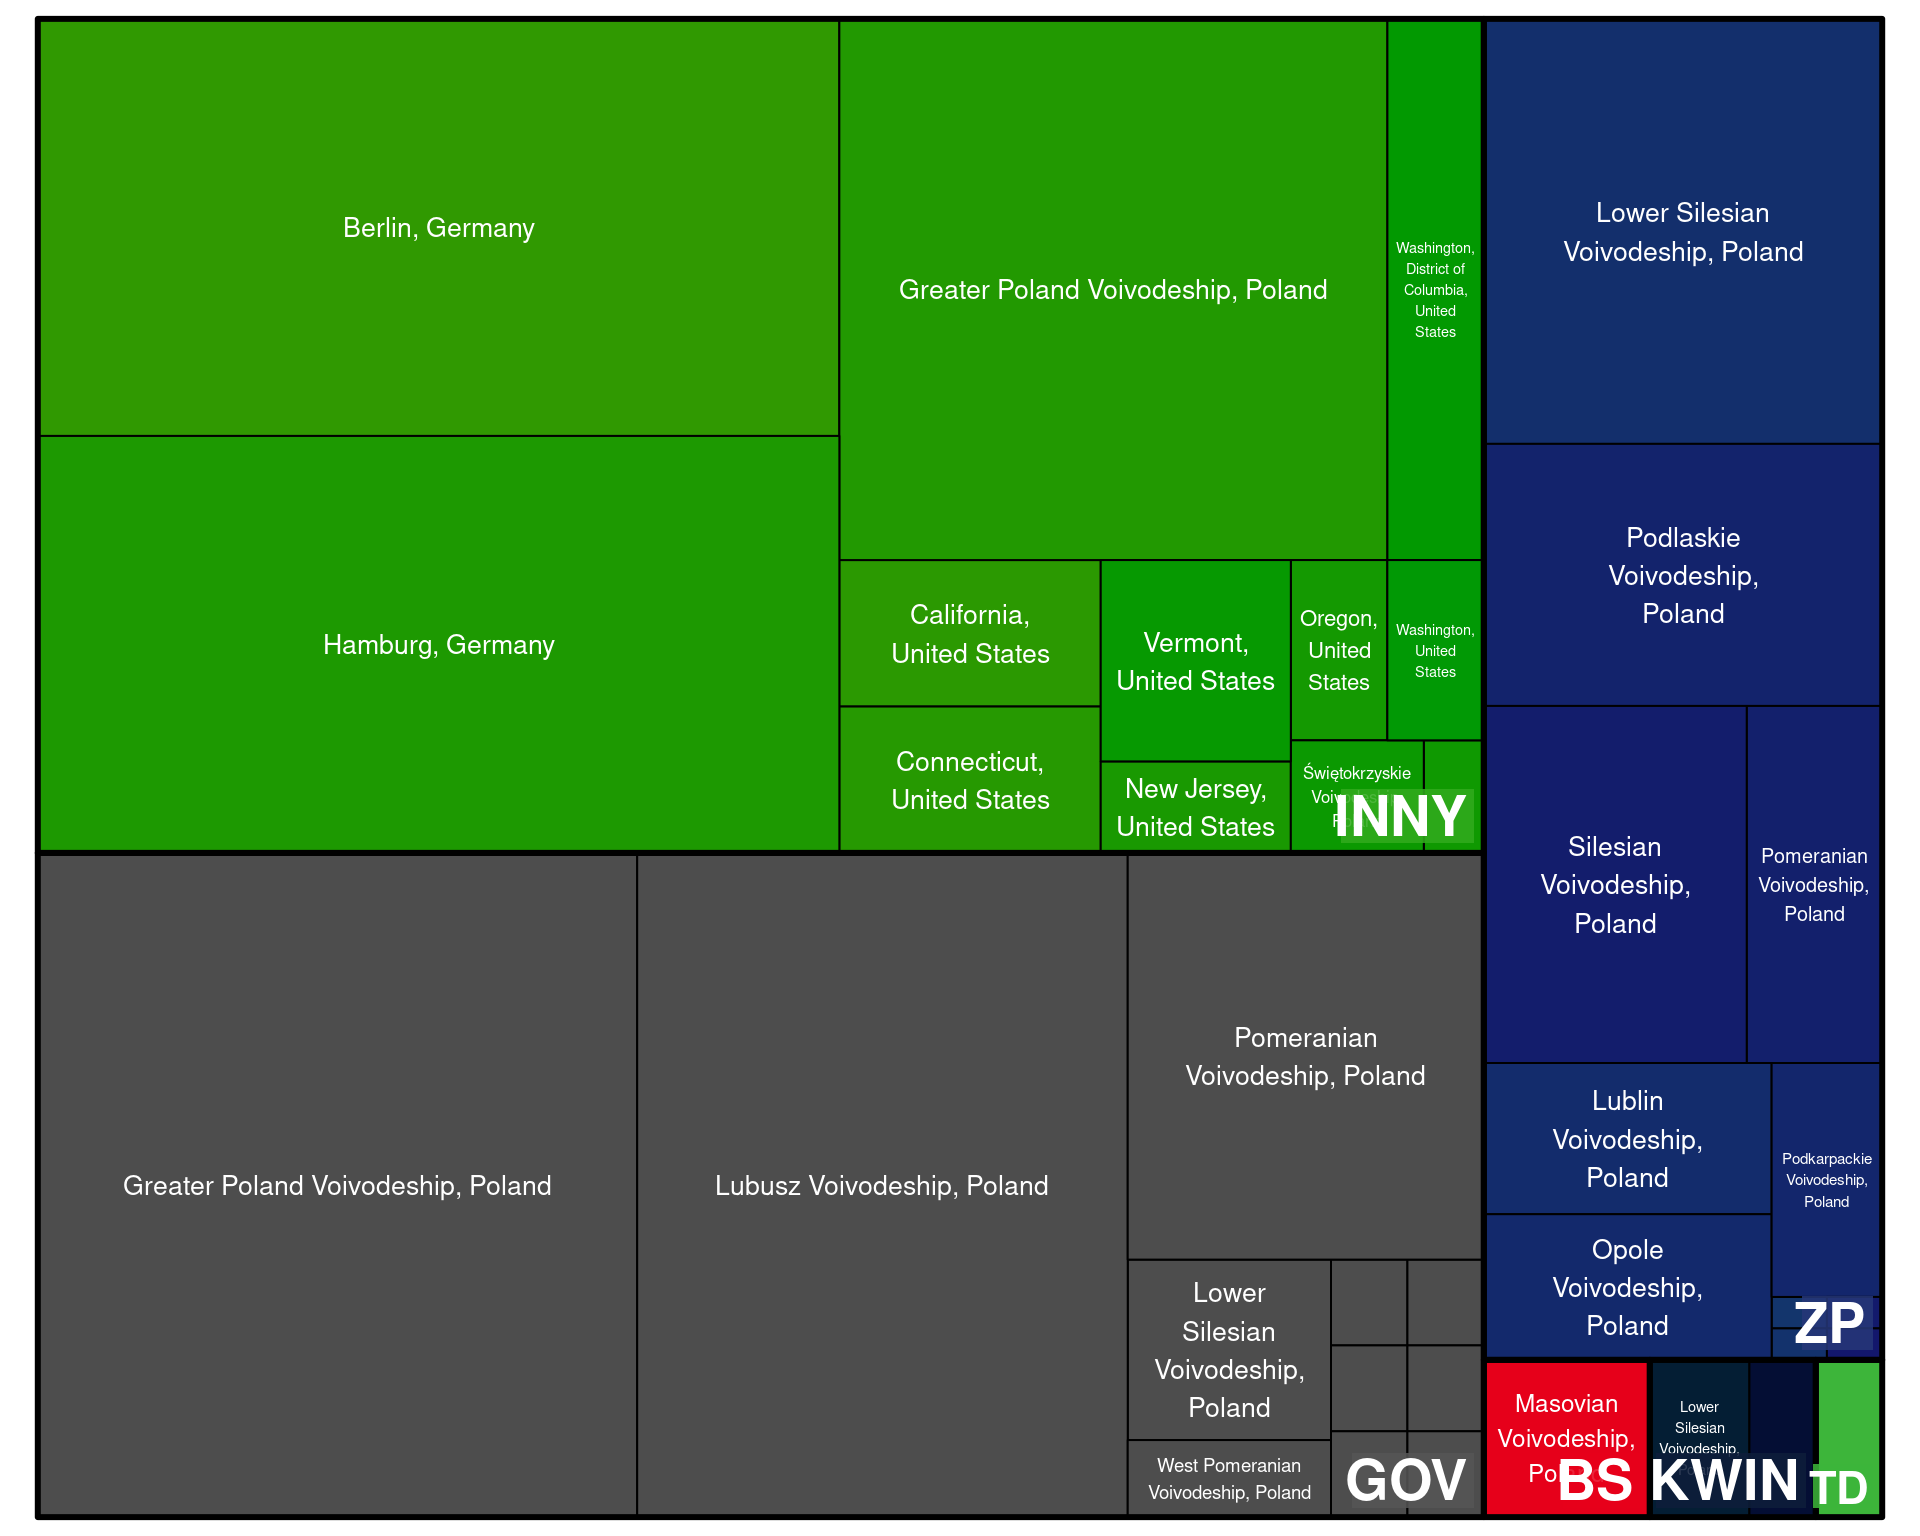 Berlin, Germany
Hamburg, Germany
Greater Poland Voivodeship, Poland
Washington,
District of
Columbia,
United
States
California,
United States
Connecticut,
United States
Vermont,
United States
New Jersey,
United States
Oregon,
United
States
Washington,
United
States
Świętokrzyskie
INNY
Greater Poland Voivodeship, Poland
Lubusz Voivodeship, Poland
Pomeranian
Voivodeship, Poland
Lower
Silesian
Voivodeship,
Poland
West Pomeranian
Voivodeship, Poland
GOV
Lower Silesian
Voivodeship, Poland
Podlaskie
Voivodeship,
Poland
Silesian
Voivodeship,
Poland
Pomeranian
Voivodeship,
Poland
Lublin
Voivodeship,
Poland
Opole
Voivodeship,
Poland
Podkarpackie
Voivodeship,
Poland
ZP
Masovian
Voivodeship,
BS
Lower
Silesian
Voivodeship,
KWIN
TD